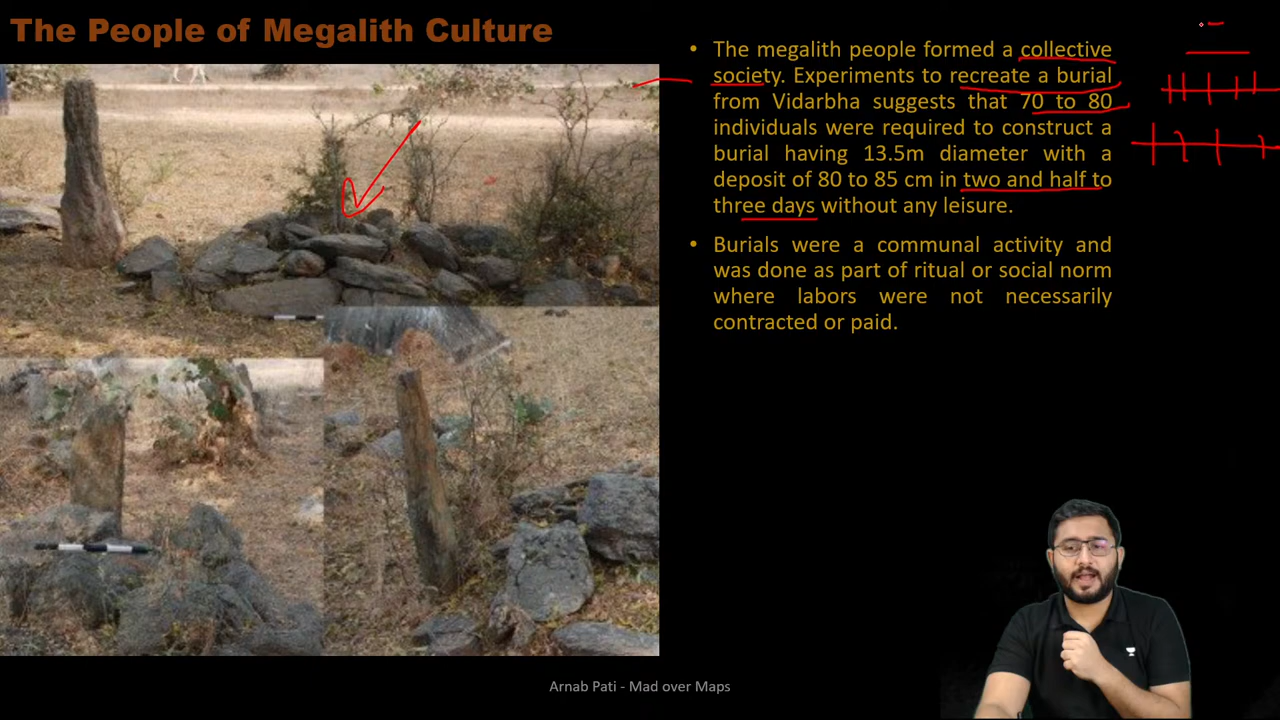 The People of Megalith Culture
• The megalith people formed a collective
society. Experiments to recreate a burial
from Vidarbha suggests that 70 to 80
individuals were required to construct a
burial having 13.5m diameter with a
deposit of 80 to 85 cm in two and half to
three days without any leisure.
• Burials were a communal activity and
was done as part of ritual or social norm
where labors were not necessarily
contracted or paid.
Arnab Pati - Mad over Maps